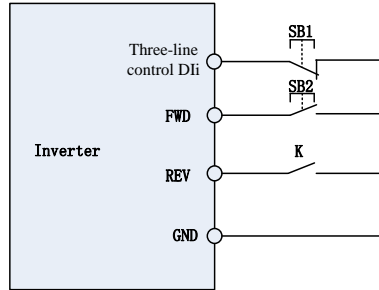 SB1
Three-line
control DIi
SB2
FWD
Inverter
K
REV
GND